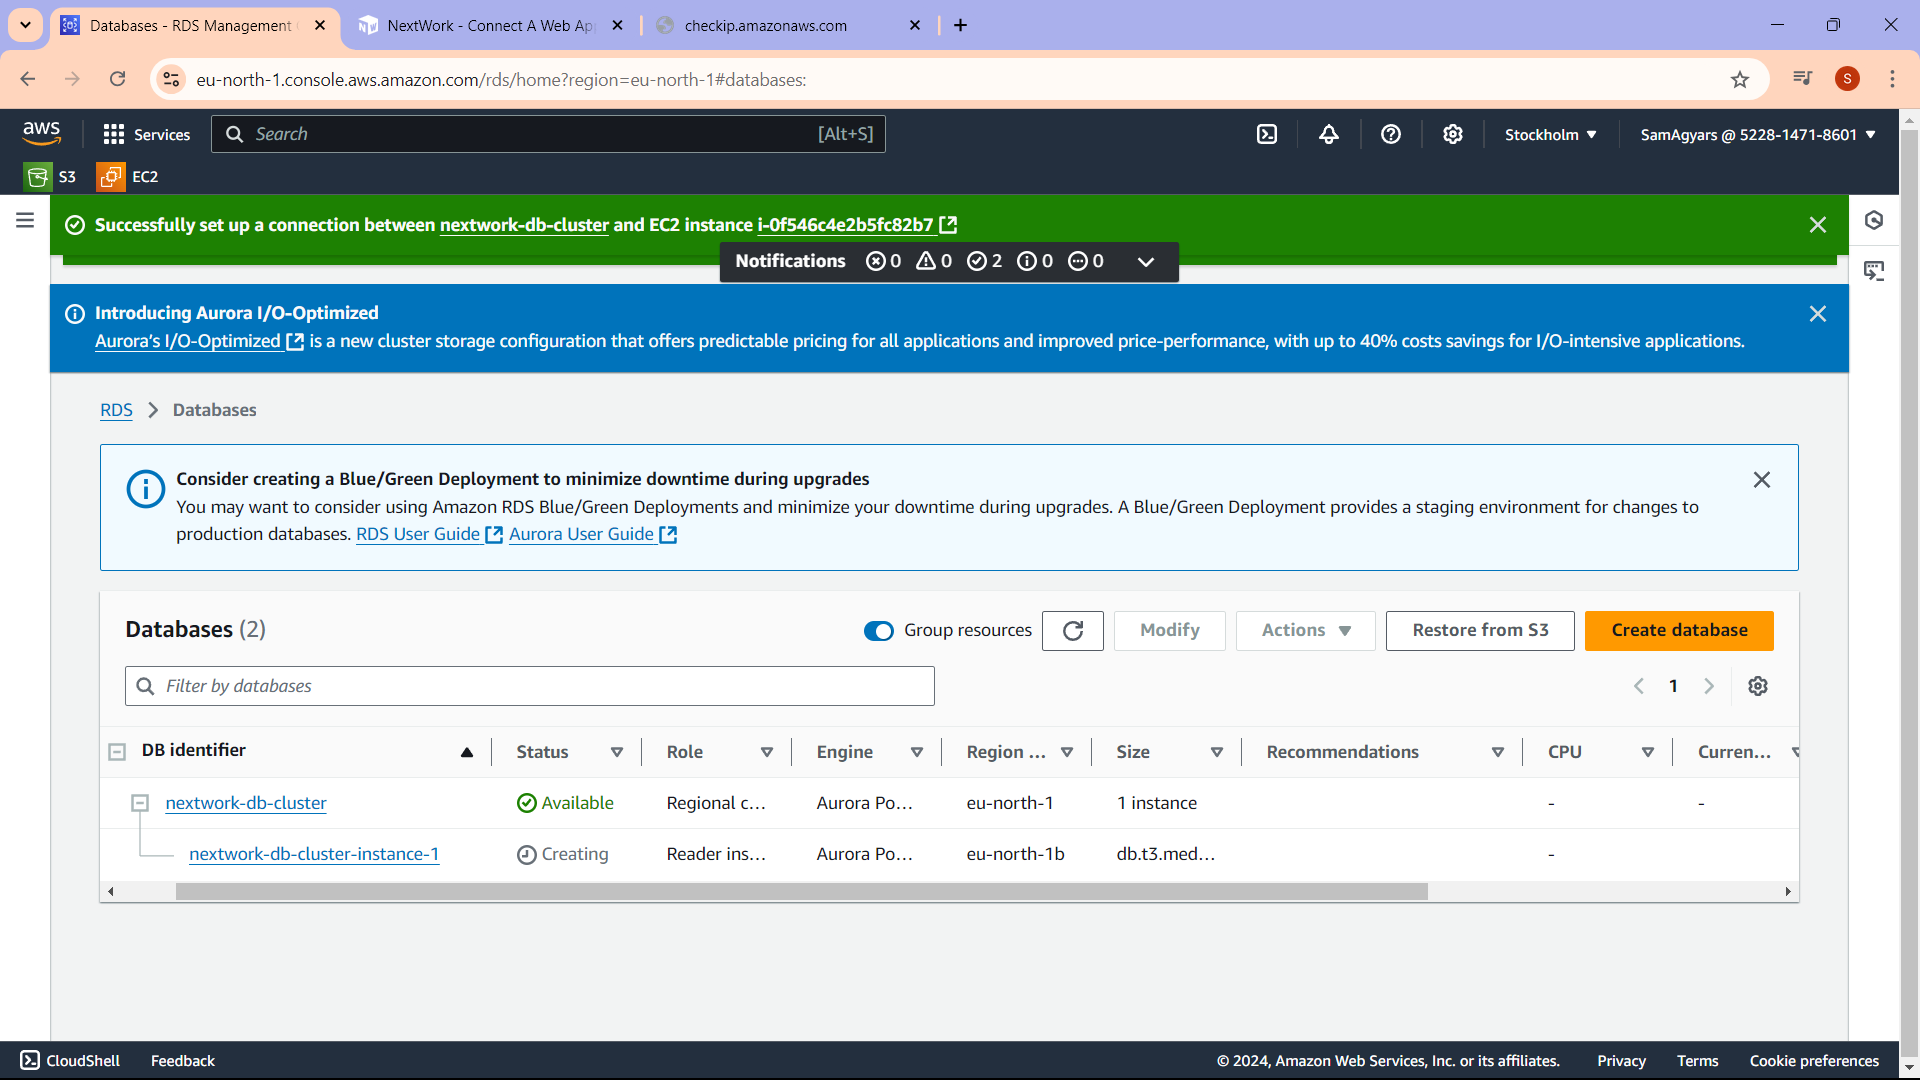 Databases - RDS Management
NextWork - Connect A Web Ap
checkip.amazonaws.com
eu-north-1.console.aws.amazon.com/rds/home?region=eu-north-1#databases:
S
aws
Services
Search
[Alt+S]
Stockholm
SamAgyars @ 5228-1471-8601
S3
EC2
Successfully set up a connection between nextwork-db-cluster and EC2 instance i-0f546c4e2b5fc82b7
Notifications 0 0 2 0 0
Introducing Aurora I/O-Optimized
Aurora's I/O-Optimized is a new cluster storage configuration that offers predictable pricing for all applications and improved price-performance, with up to 40% costs savings for I/O-intensive applications.
RDS > Databases
Consider creating a Blue/Green Deployment to minimize downtime during upgrades
You may want to consider using Amazon RDS Blue/Green Deployments and minimize your downtime during upgrades. A Blue/Green Deployment provides a staging environment for changes to
production databases. RDS User Guide Aurora User Guide
Databases (2)
Group resources
Modify
Actions
Restore from S3
Create database
Filter by databases
1
DB identifier Status Role Engine Region ... Size Recommendations CPU Curren...
nextwork-db-cluster Available Regional c... Aurora Po... eu-north-1 1 instance - -
nextwork-db-cluster-instance-1 Creating Reader ins... Aurora Po... eu-north-1b db.t3.med... -
CloudShell Feedback © 2024, Amazon Web Services, Inc. or its affiliates. Privacy Terms Cookie preferences